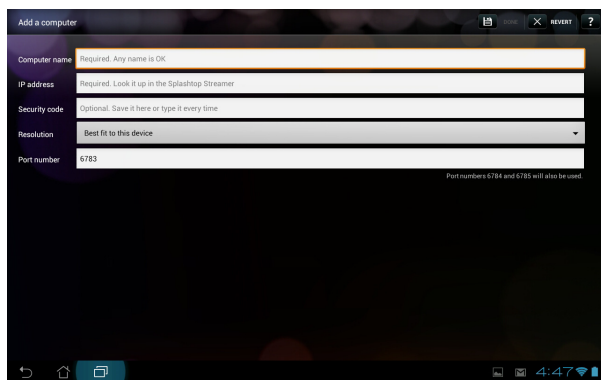 Add a computer
DONE
REVERT
?
Computer name
Required. Any name is OK
IP address
Required. Look it up in the Splashtop Streamer
Security code
Optional. Save it here or type it every time
Resolution
Best fit to this device
Port number
6783
Port numbers 6784 and 6785 will also be used.
4:47